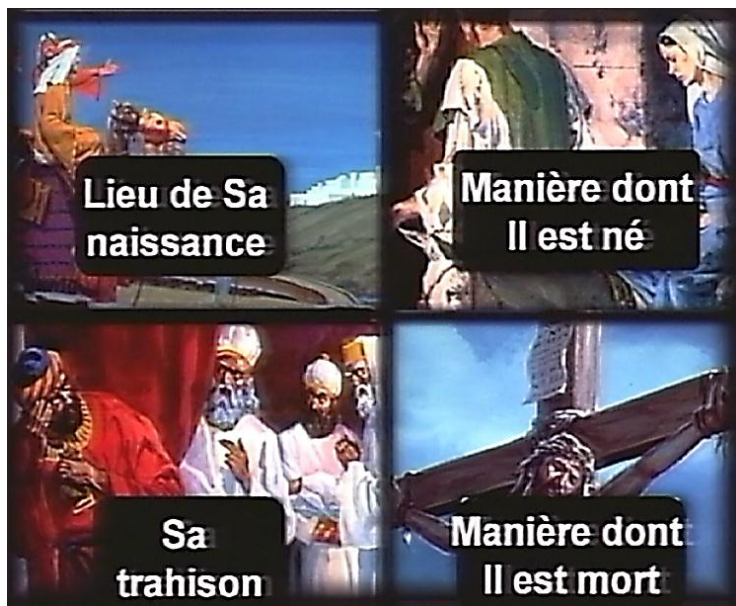 Lieu de Sa
naissance
Manière dont
Il est né
Sa
trahison
Manière dont
Il est mort